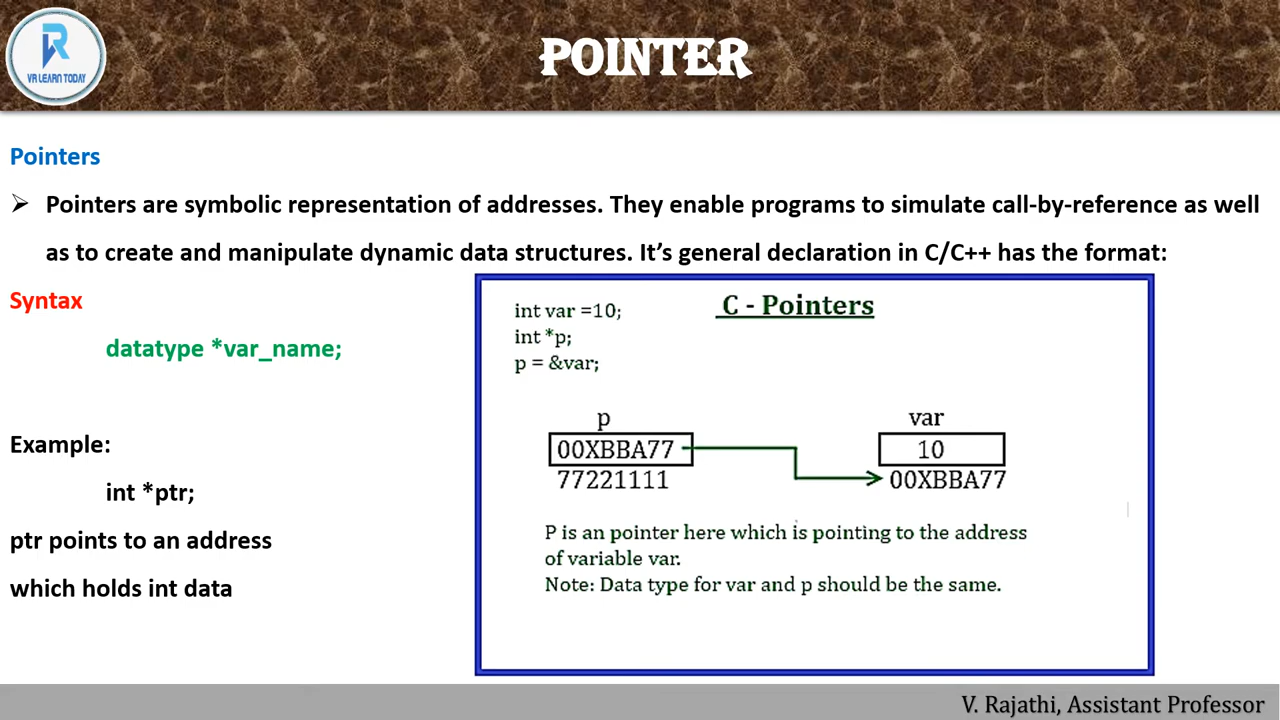 VR LEARN TODAY
POINTER
Pointers
➤ Pointers are symbolic representation of addresses. They enable programs to simulate call-by-reference as well
as to create and manipulate dynamic data structures. It’s general declaration in C/C++ has the format:
Syntax
datatype *var_name;
Example:
int *ptr;
ptr points to an address
which holds int data
C - Pointers
int var =10;
int *p;
p = &var;
p var
00XBBA77 10
77221111 00XBBA77
P is an pointer here which is pointing to the address
of variable var.
Note: Data type for var and p should be the same.
V. Rajathi, Assistant Professor